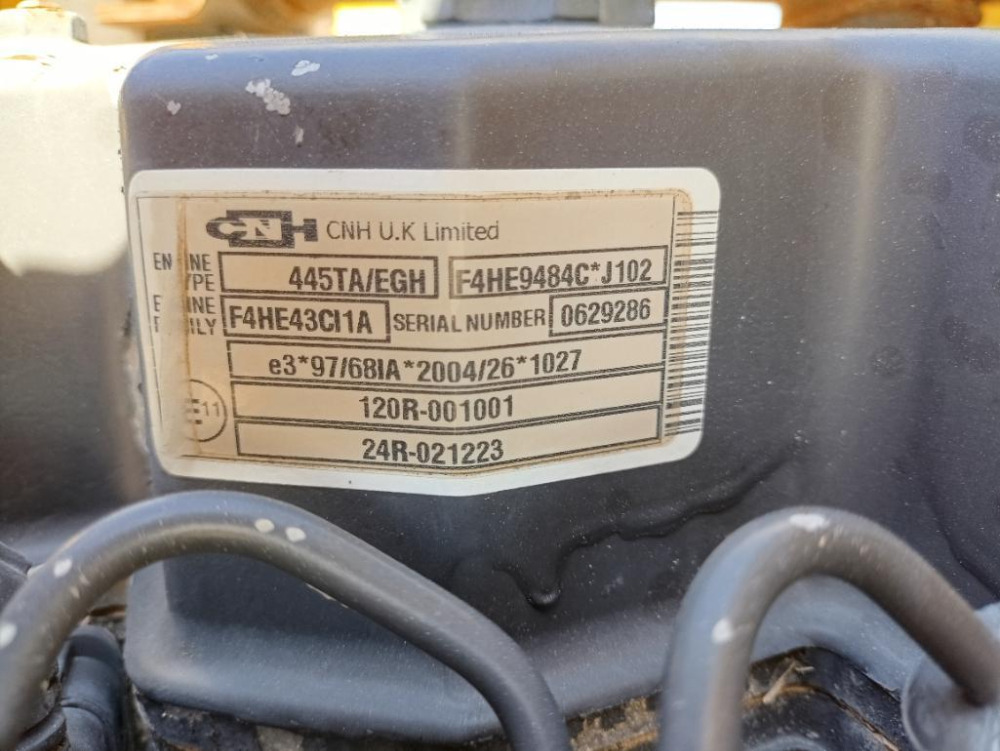 CNH CNH U.K Limited
ENGINE TYPE 445TA/EGH F4HE9484C*J102
ENGINE FAMILY F4HE43CI1A SERIAL NUMBER 0629286
e3*97/68IA*2004/26*1027
120R-001001
E11
24R-021223